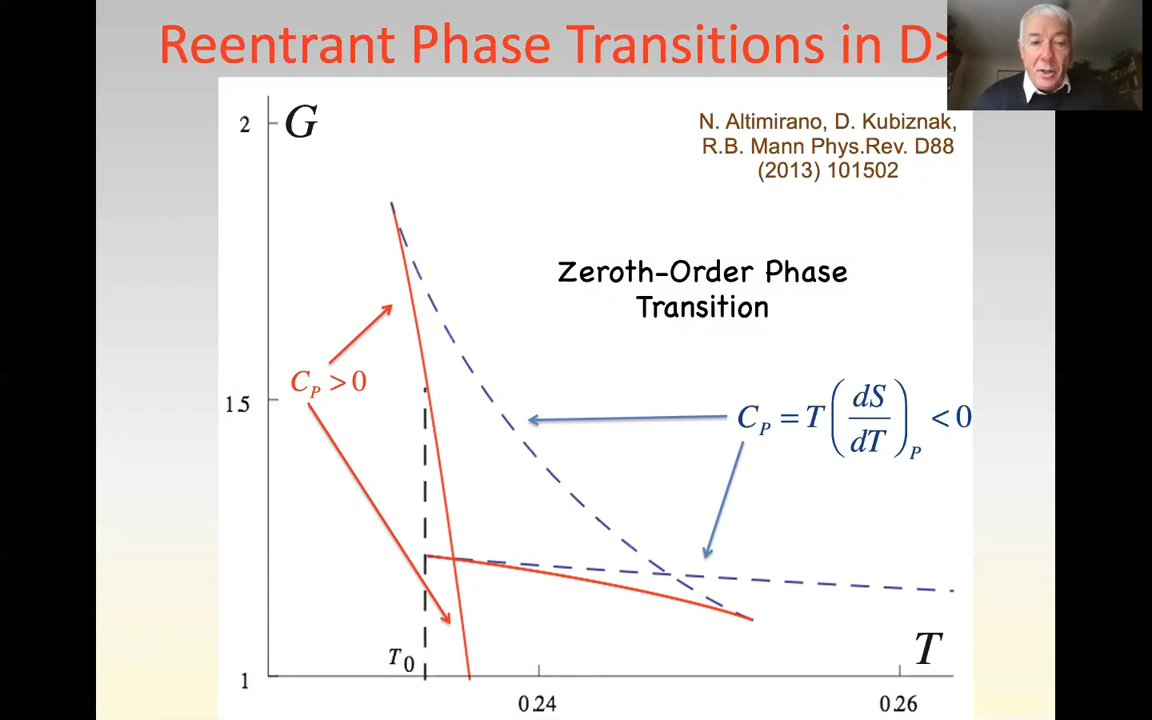 Reentrant Phase Transitions in D>
2
G
N. Altimirano, D. Kubiznak,
R.B. Mann Phys.Rev. D88
(2013) 101502
Zeroth-Order Phase
Transition
C_P > 0
1.5
C_P = T(dS/dT)_P < 0
T_0
T
1
0.24
0.26